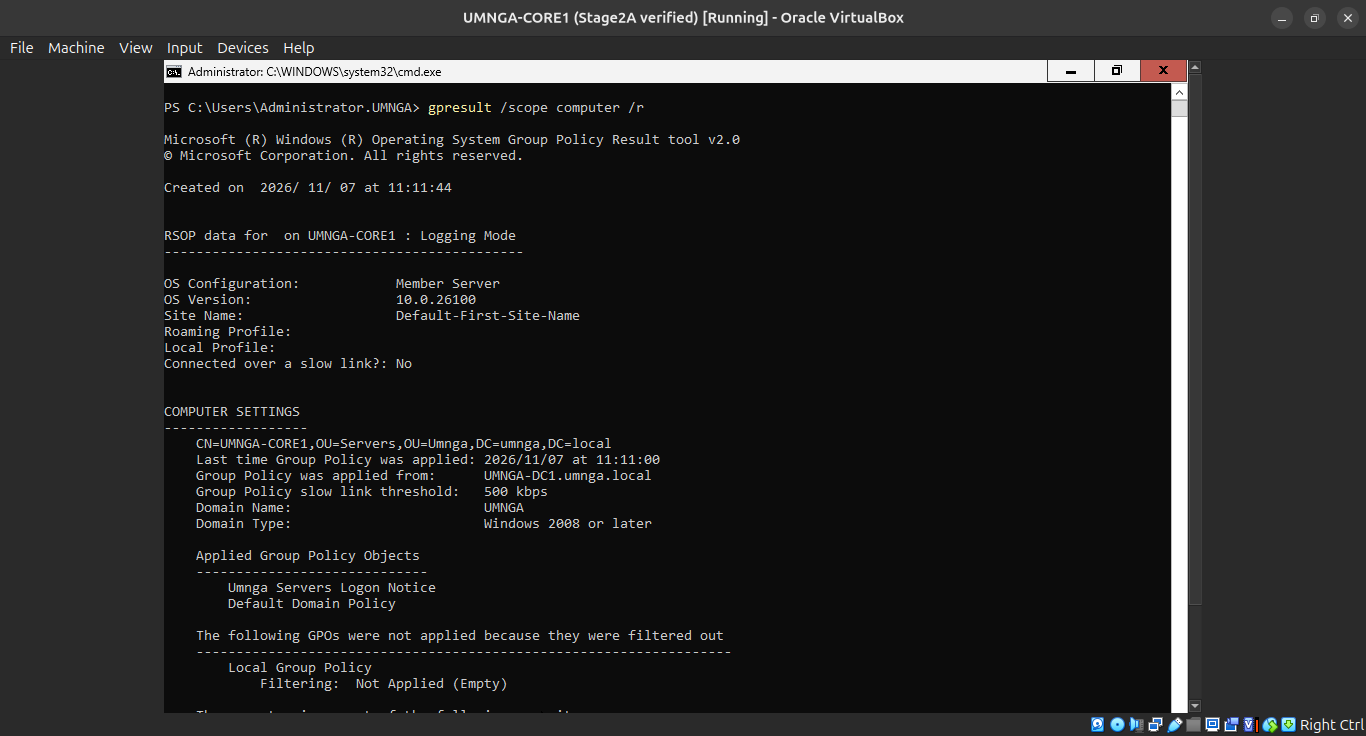 UMNGA-CORE1 (Stage2A verified) [Running] - Oracle VirtualBox
File Machine View Input Devices Help
Administrator: C:\WINDOWS\system32\cmd.exe
PS C:\Users\Administrator.UMNGA> gpresult /scope computer /r
Microsoft (R) Windows (R) Operating System Group Policy Result tool v2.0
© Microsoft Corporation. All rights reserved.
Created on  2026/ 11/ 07 at 11:11:44
RSOP data for  on UMNGA-CORE1 : Logging Mode
---------------------------------------------
OS Configuration:            Member Server
OS Version:                  10.0.26100
Site Name:                   Default-First-Site-Name
Roaming Profile:
Local Profile:
Connected over a slow link?: No
COMPUTER SETTINGS
------------------
CN=UMNGA-CORE1,OU=Servers,OU=Umnga,DC=umnga,DC=local
Last time Group Policy was applied: 2026/11/07 at 11:11:00
Group Policy was applied from:      UMNGA-DC1.umnga.local
Group Policy slow link threshold:   500 kbps
Domain Name:                        UMNGA
Domain Type:                        Windows 2008 or later
Applied Group Policy Objects
-----------------------------
Umnga Servers Logon Notice
Default Domain Policy
The following GPOs were not applied because they were filtered out
-------------------------------------------------------------------
Local Group Policy
Filtering:  Not Applied (Empty)
Right Ctrl